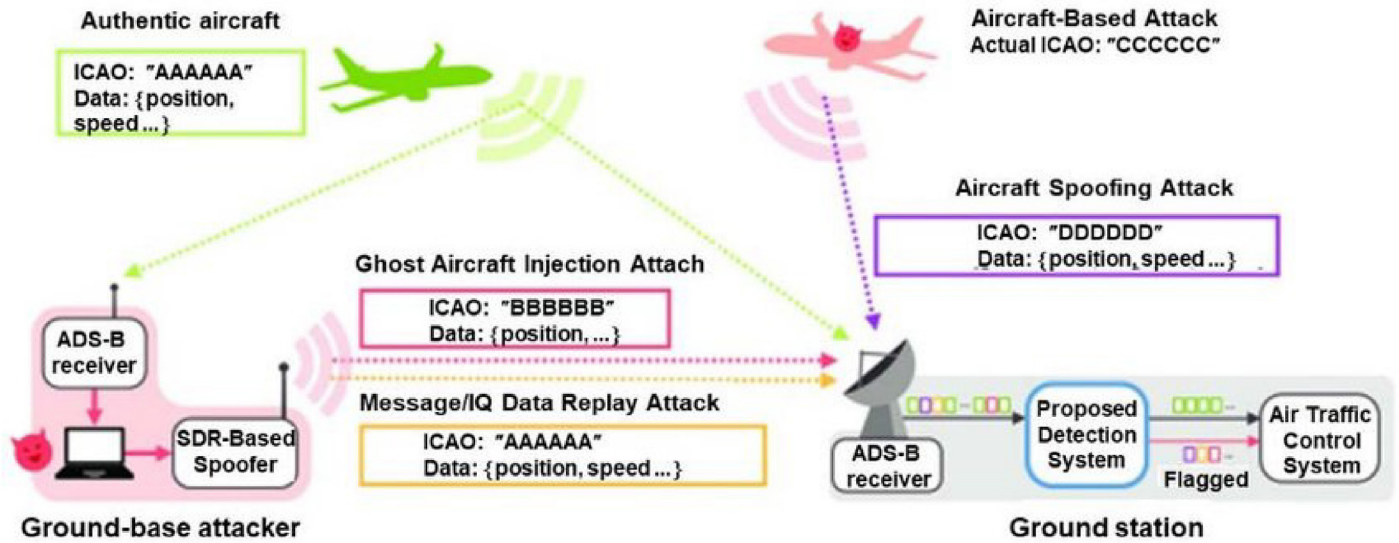 Authentic aircraft
ICAO: "AAAAAA"
Data: {position,
speed ...}
Aircraft-Based Attack
Actual ICAO: "CCCCCC"
Aircraft Spoofing Attack
ICAO: "DDDDDD"
Data: {position, speed ...}
Ghost Aircraft Injection Attach
ICAO: "BBBBBB"
Data: {position, ...}
Message/IQ Data Replay Attack
ICAO: "AAAAAA"
Data: {position, speed ...}
ADS-B
receiver
SDR-Based
Spoofer
Ground-base attacker
ADS-B
receiver
Proposed
Detection
System
Flagged
Air Traffic
Control
System
Ground station